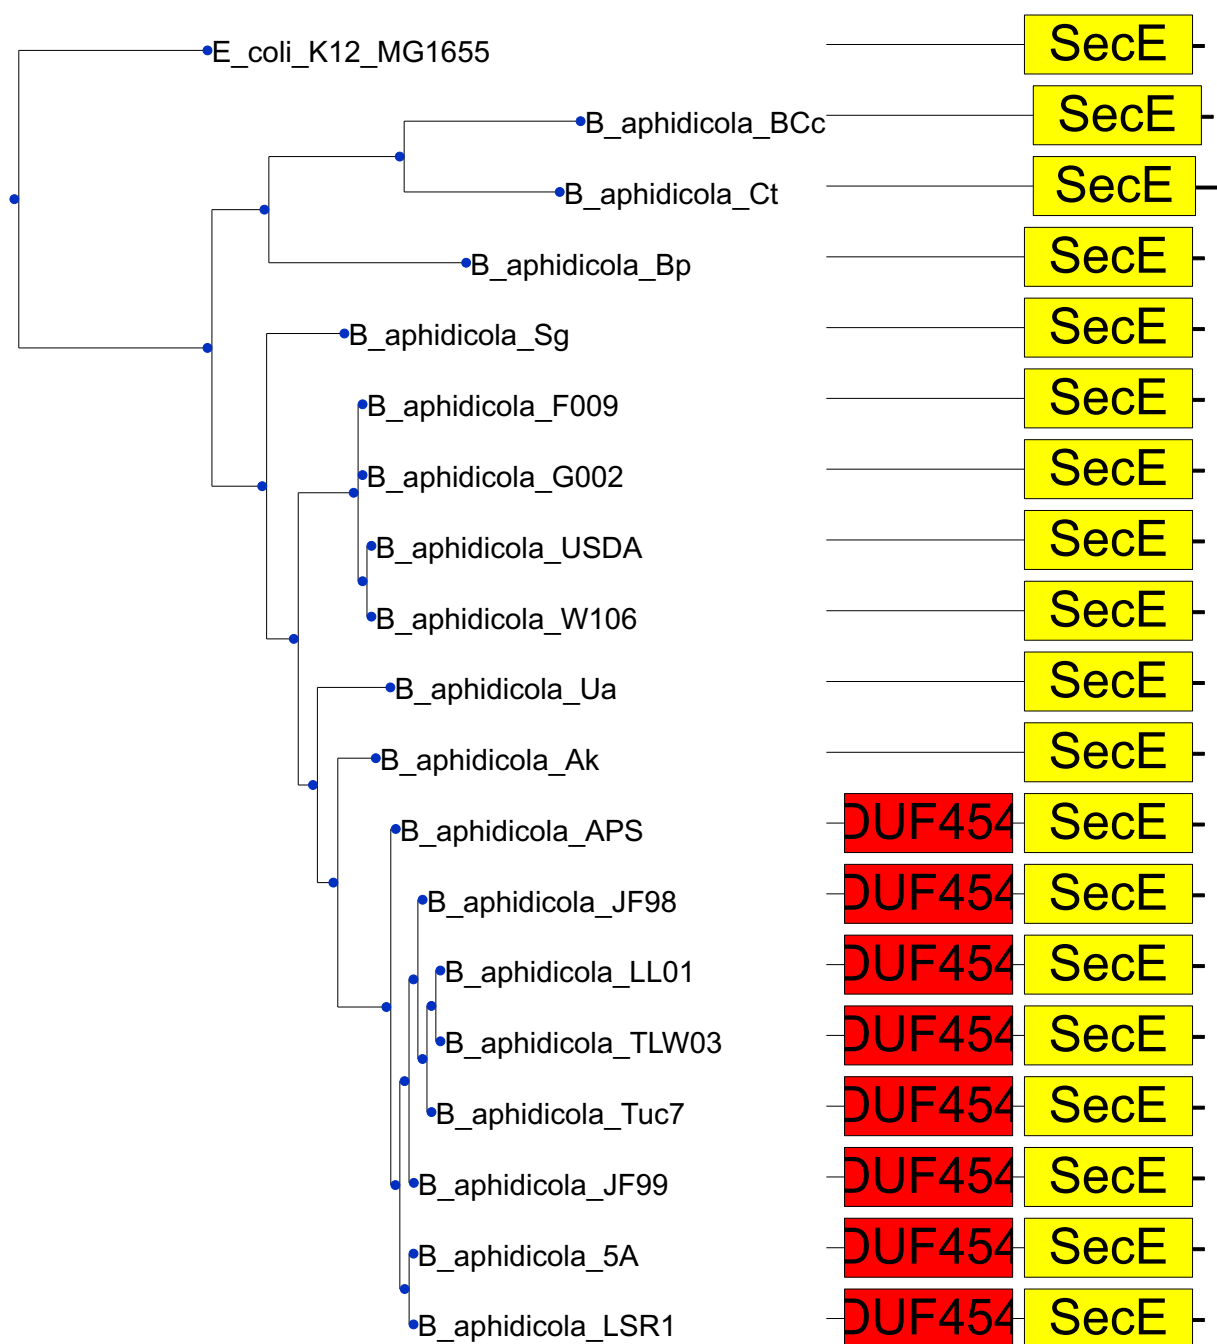 E_coli_K12_MG1655 SecE
B_aphidicola_BCc SecE
B_aphidicola_Ct SecE
B_aphidicola_Bp SecE
B_aphidicola_Sg SecE
B_aphidicola_F009 SecE
B_aphidicola_G002 SecE
B_aphidicola_USDA SecE
B_aphidicola_W106 SecE
B_aphidicola_Ua SecE
B_aphidicola_Ak SecE
B_aphidicola_APS DUF454 SecE
B_aphidicola_JF98 DUF454 SecE
B_aphidicola_LL01 DUF454 SecE
B_aphidicola_TLW03 DUF454 SecE
B_aphidicola_Tuc7 DUF454 SecE
B_aphidicola_JF99 DUF454 SecE
B_aphidicola_5A DUF454 SecE
B_aphidicola_LSR1 DUF454 SecE